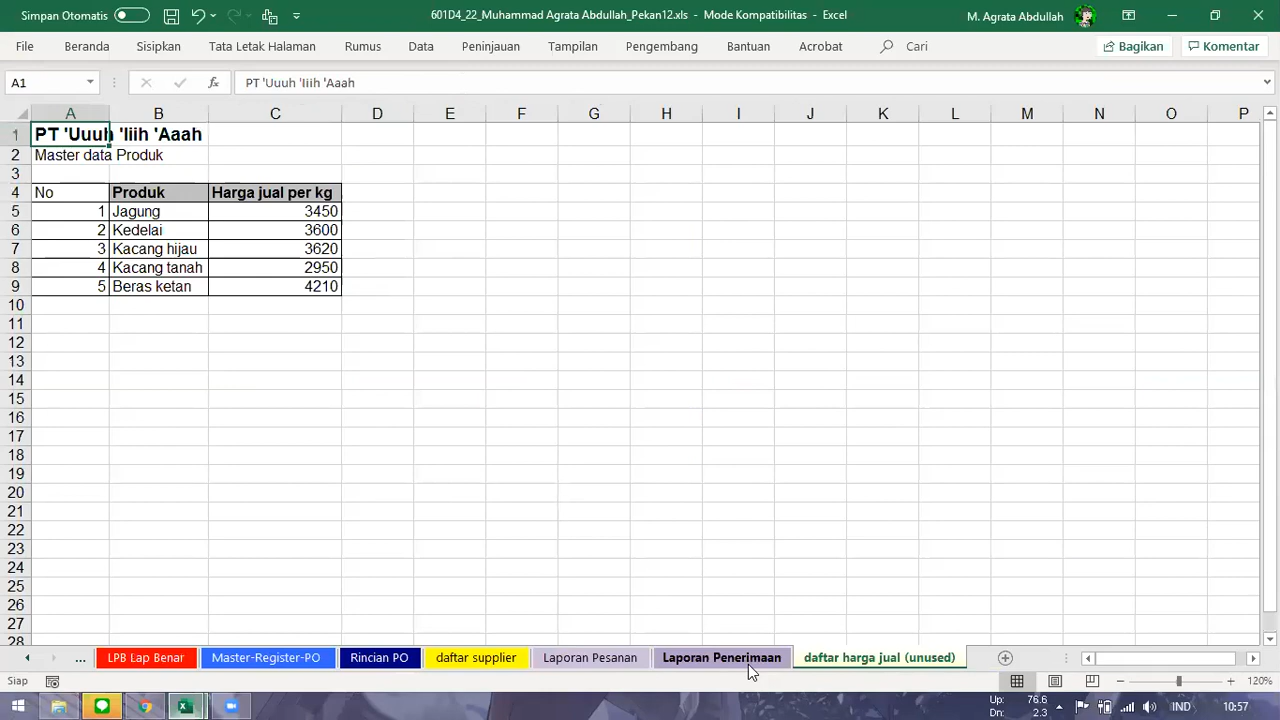 Simpan Otomatis
601D4_22_Muhammad Agrata Abdullah_Pekan12.xls - Mode Kompatibilitas - Excel
M. Agrata Abdullah
File Beranda Sisipkan Tata Letak Halaman Rumus Data Peninjauan Tampilan Pengembang Bantuan Acrobat Cari Bagikan Komentar
A1 fx PT 'Uuuh 'Iiih 'Aaah
A B C D E F G H I J K L M N O P
1 PT 'Uuuh 'Iiih 'Aaah
2 Master data Produk
3
4 No Produk Harga jual per kg
5 1 Jagung 3450
6 2 Kedelai 3600
7 3 Kacang hijau 3620
8 4 Kacang tanah 2950
9 5 Beras ketan 4210
10
11
12
13
14
15
16
17
18
19
20
21
22
23
24
25
26
27
28
... LPB Lap Benar Master-Register-PO Rincian PO daftar supplier Laporan Pesanan Laporan Penerimaan daftar harga jual (unused)
Siap 120%
Up: 76.6
Dn: 2.3
IND 10:57